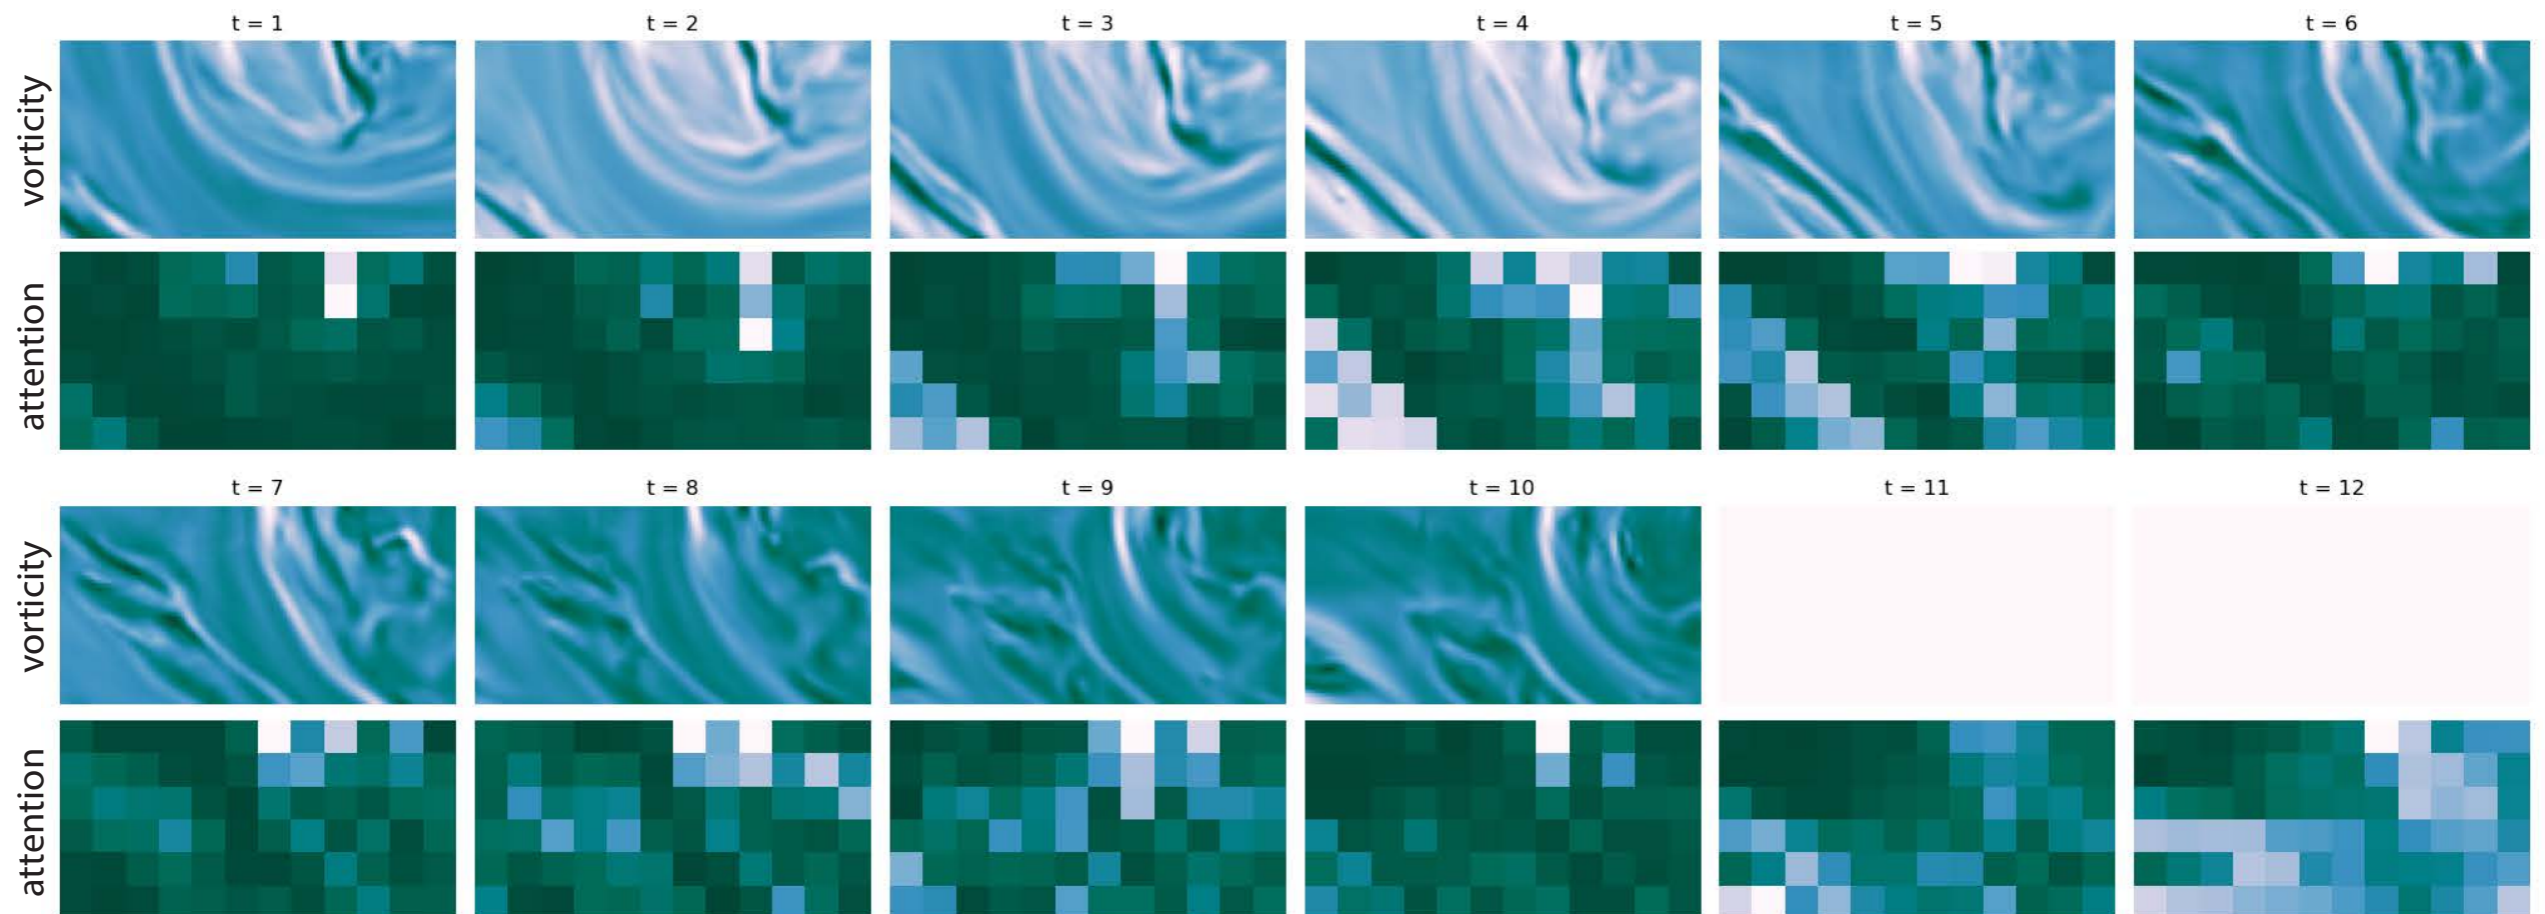 t = 1
t = 2
t = 3
t = 4
t = 5
t = 6
vorticity
attention
t = 7
t = 8
t = 9
t = 10
t = 11
t = 12
vorticity
attention